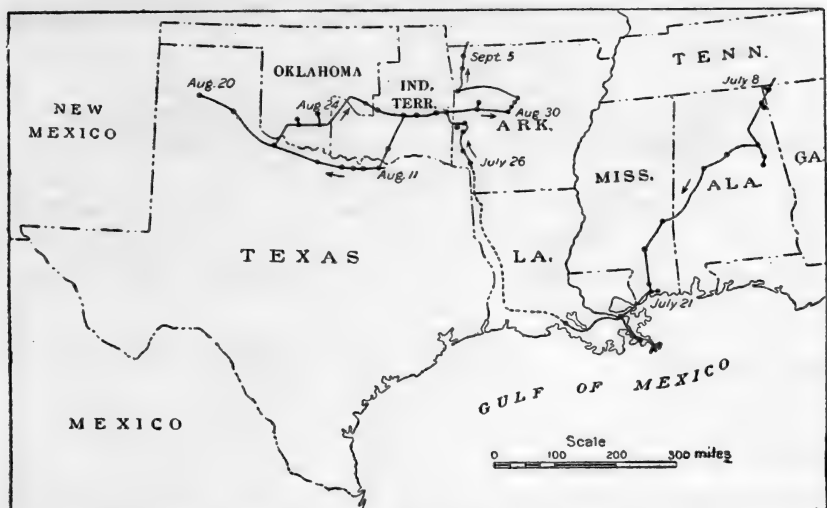 Sept. 5
TENN.
OKLAHOMA
July 8
Aug. 20
IND.
TERR.
Aug. 24
NEW
MEXICO
Aug. 30
ARK.
GA.
July 26
MISS.
ALA.
Aug. 11
TEXAS
LA.
July 21
GULF OF MEXICO
MEXICO
Scale
0 100 200 300 miles